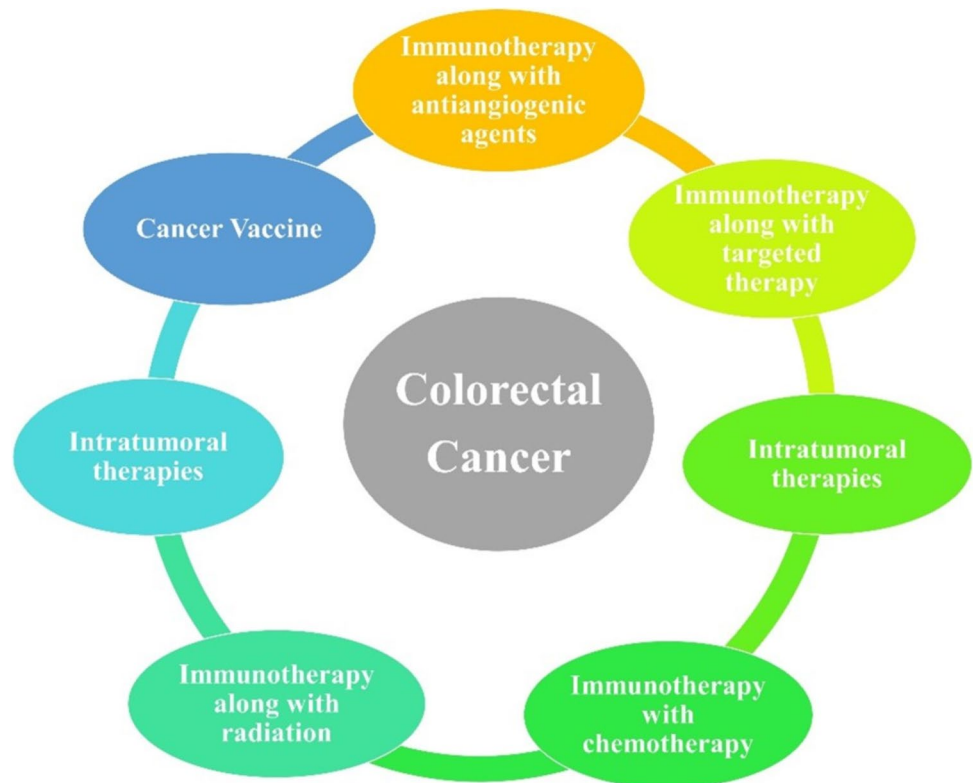 Immunotherapy
along with
antiangiogenic
agents
Immunotherapy
along with
targeted
therapy
Intratumoral
therapies
Immunotherapy
with
chemotherapy
Immunotherapy
along with
radiation
Intratumoral
therapies
Cancer Vaccine
Colorectal
Cancer